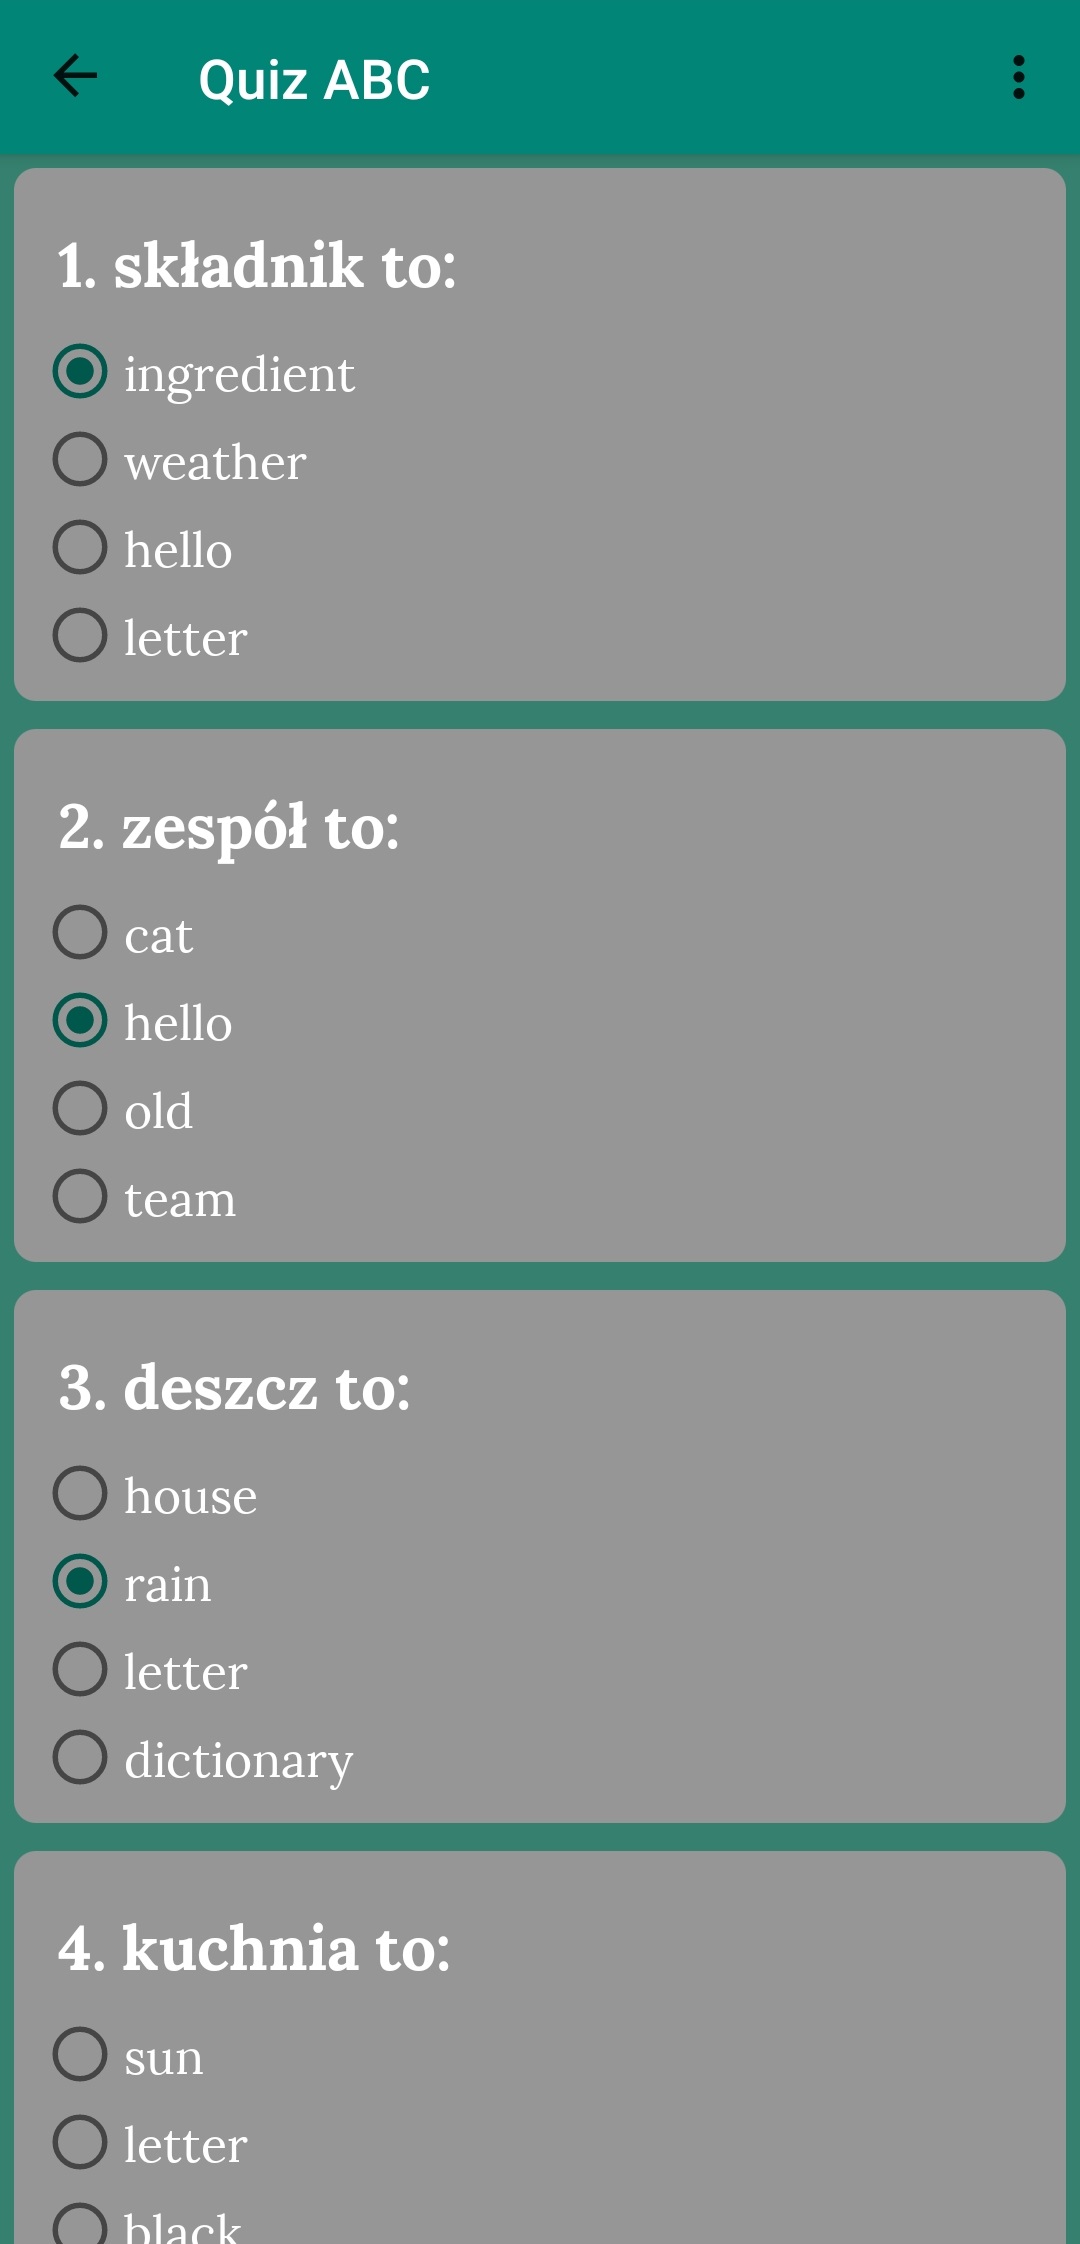 Quiz ABC
1. składnik to:
ingredient
weather
hello
letter
2. zespół to:
cat
hello
old
team
3. deszcz to:
house
rain
letter
dictionary
4. kuchnia to:
sun
letter
black